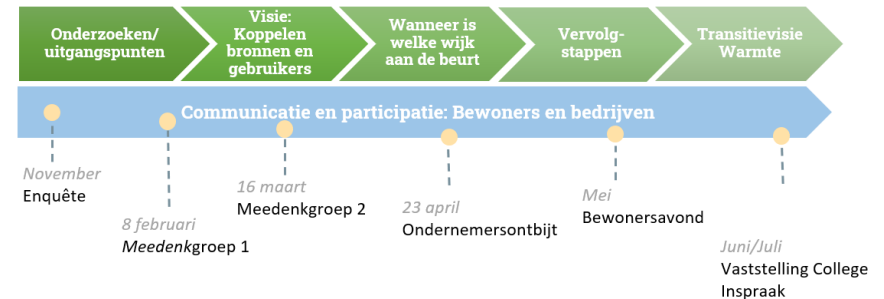 Onderzoeken/
uitgangspunten
Visie:
Koppelen
bronnen en
gebruikers
Wanneer is
welke wijk
aan de beurt
Vervolg-
stappen
Transitievisie
Warmte
Communicatie en participatie: Bewoners en bedrijven
November
Enquête
8 februari
Meedenkgroep 1
16 maart
Meedenkgroep 2
23 april
Ondernemersontbijt
Mei
Bewonersavond
Juni/Juli
Vaststelling College
Inspraak